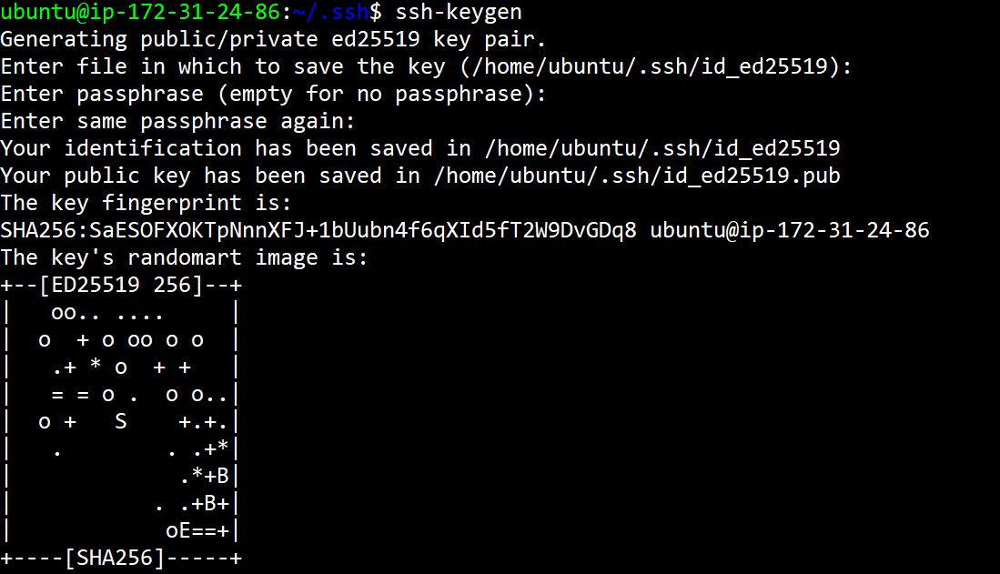 ubuntu@ip-172-31-24-86:~/.ssh$ ssh-keygen
Generating public/private ed25519 key pair.
Enter file in which to save the key (/home/ubuntu/.ssh/id_ed25519):
Enter passphrase (empty for no passphrase):
Enter same passphrase again:
Your identification has been saved in /home/ubuntu/.ssh/id_ed25519
Your public key has been saved in /home/ubuntu/.ssh/id_ed25519.pub
The key fingerprint is:
SHA256:SaESOFXOKTpNnnXFJ+1bUubn4f6qXId5fT2W9DvGDq8 ubuntu@ip-172-31-24-86
The key's randomart image is:
+--[ED25519 256]--+
|   oo.. ....     |
|  o  + o oo o o  |
|   .+ * o  + +   |
|   = = o .  o o..|
|  o +   S    +.+.|
|   .        . .+*|
|             .*+B|
|           . .+B+|
|            oE==+|
+----[SHA256]-----+